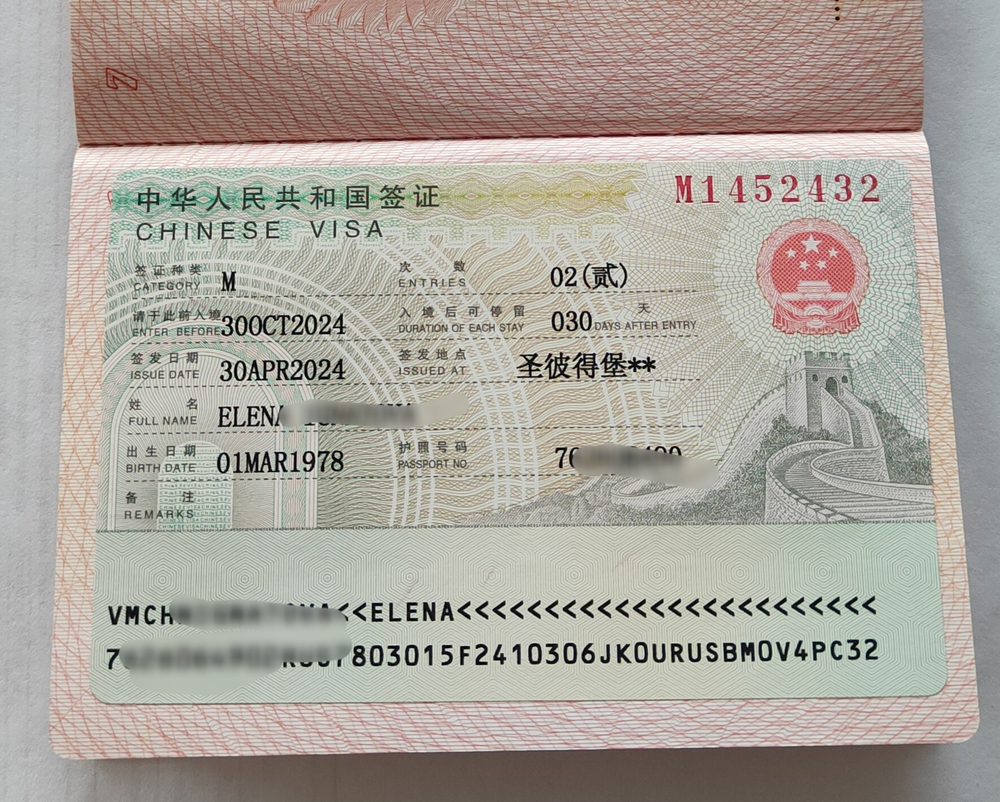 7
中华人民共和国签证
M1452432
CHINESE VISA
签证种类
CATEGORY
M
次 数
ENTRIES
02(贰)
请于此前入境
ENTER BEFORE
30OCT2024
入境后可停留
DURATION OF EACH STAY
030
天
DAYS AFTER ENTRY
签发日期
ISSUE DATE
30APR2024
签发地点
ISSUED AT
圣彼得堡**
姓 名
FULL NAME
ELENA
出生日期
BIRTH DATE
01MAR1978
护照号码
PASSPORT NO.
备 注
REMARKS
<<ELENA<<<<<<<<<<<<<<<<<<<<<<<<<<
803015F2410306JKOURUSBMOV4PC32